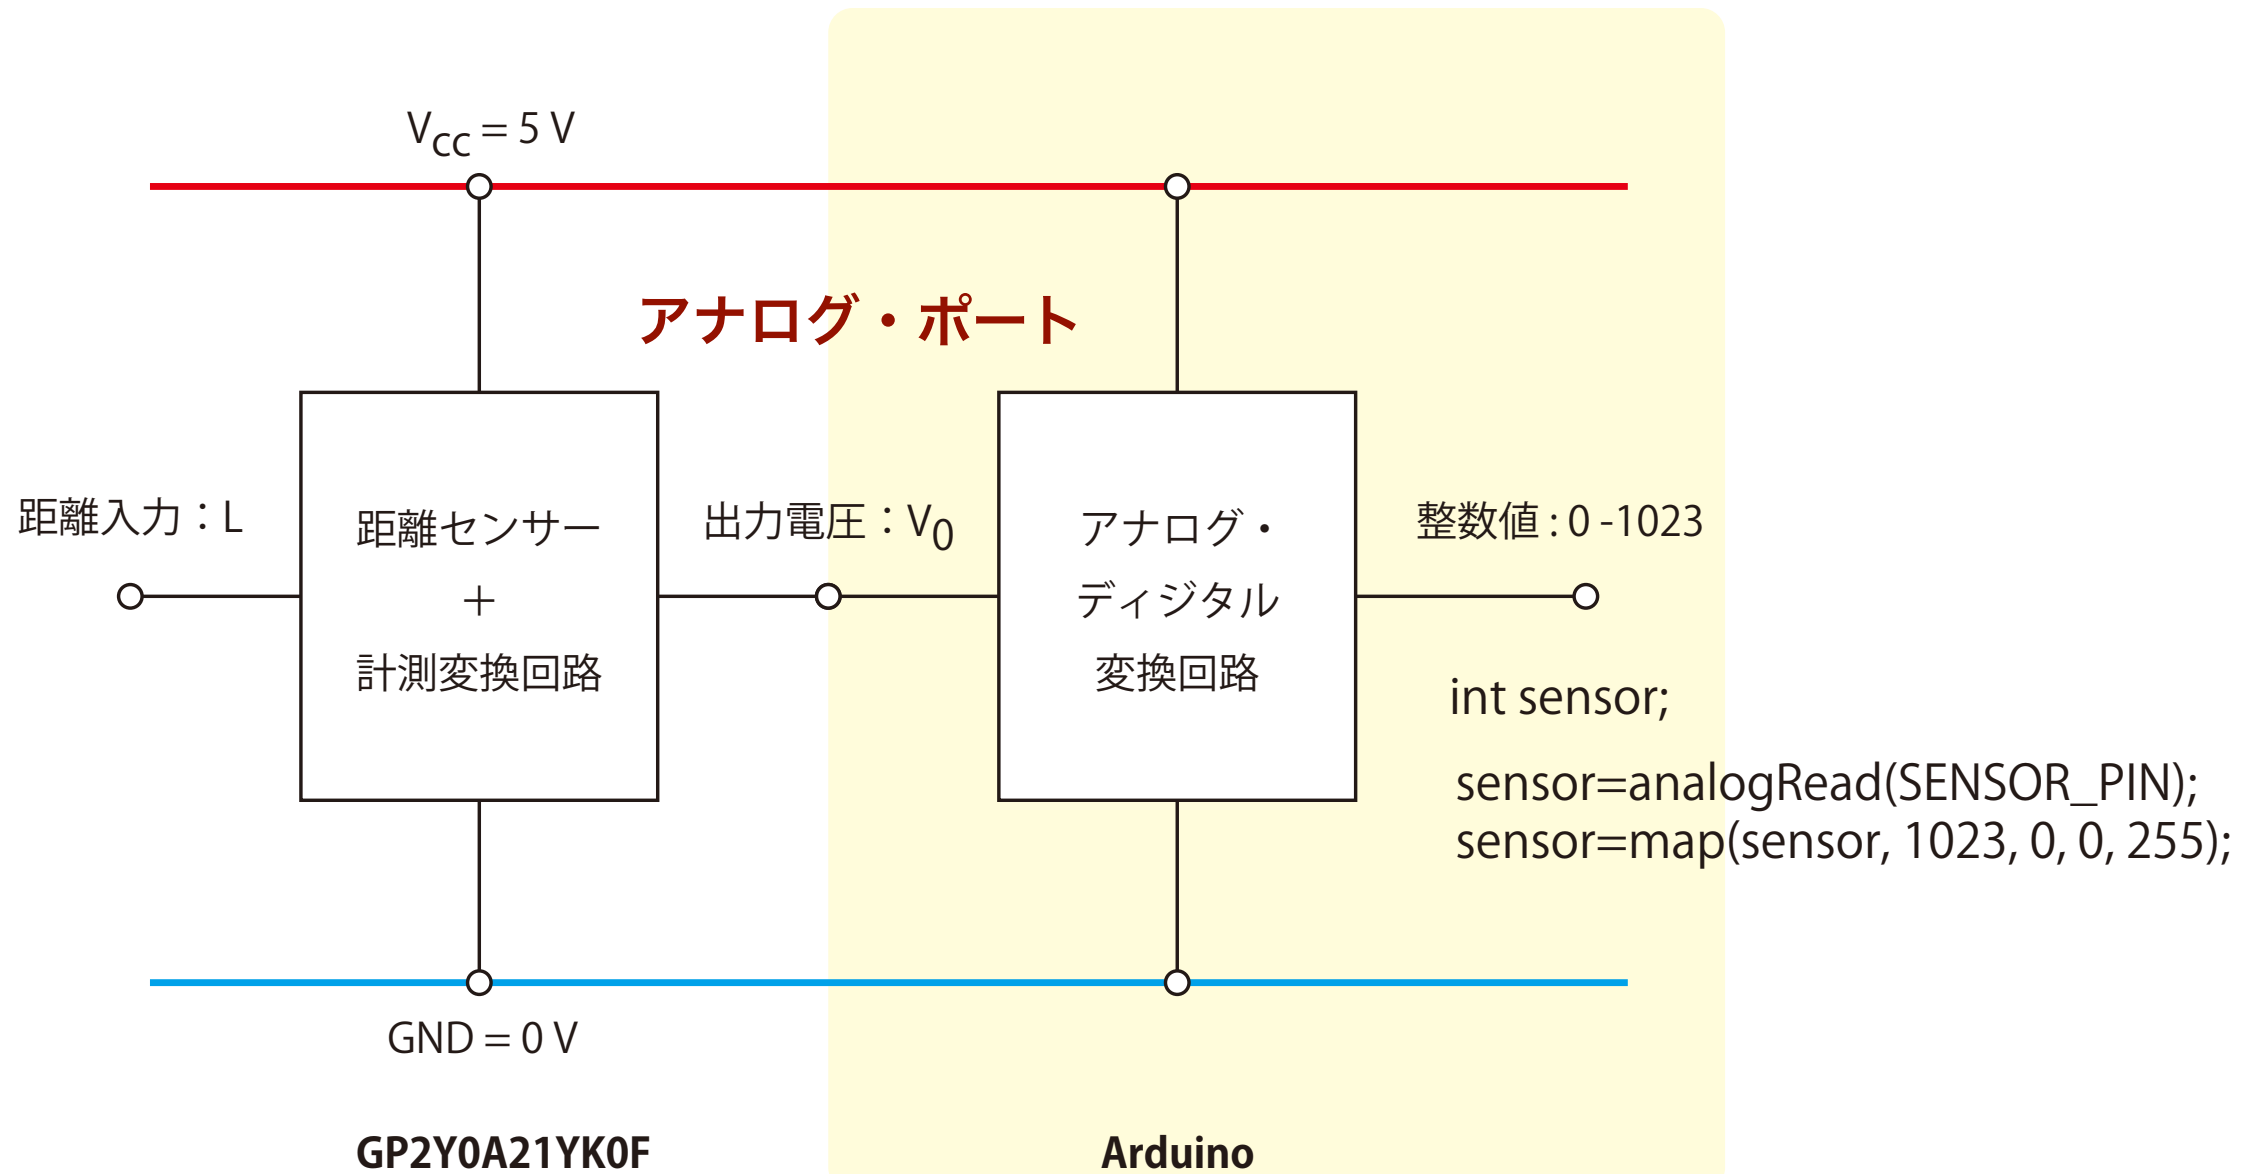 V_CC = 5 V
アナログ・ポート
距離入力：L
距離センサー
＋
計測変換回路
出力電圧：V_0
アナログ・
ディジタル
変換回路
整数値 : 0 -1023
int sensor;
sensor=analogRead(SENSOR_PIN);
sensor=map(sensor, 1023, 0, 0, 255);
GND = 0 V
GP2Y0A21YK0F
Arduino